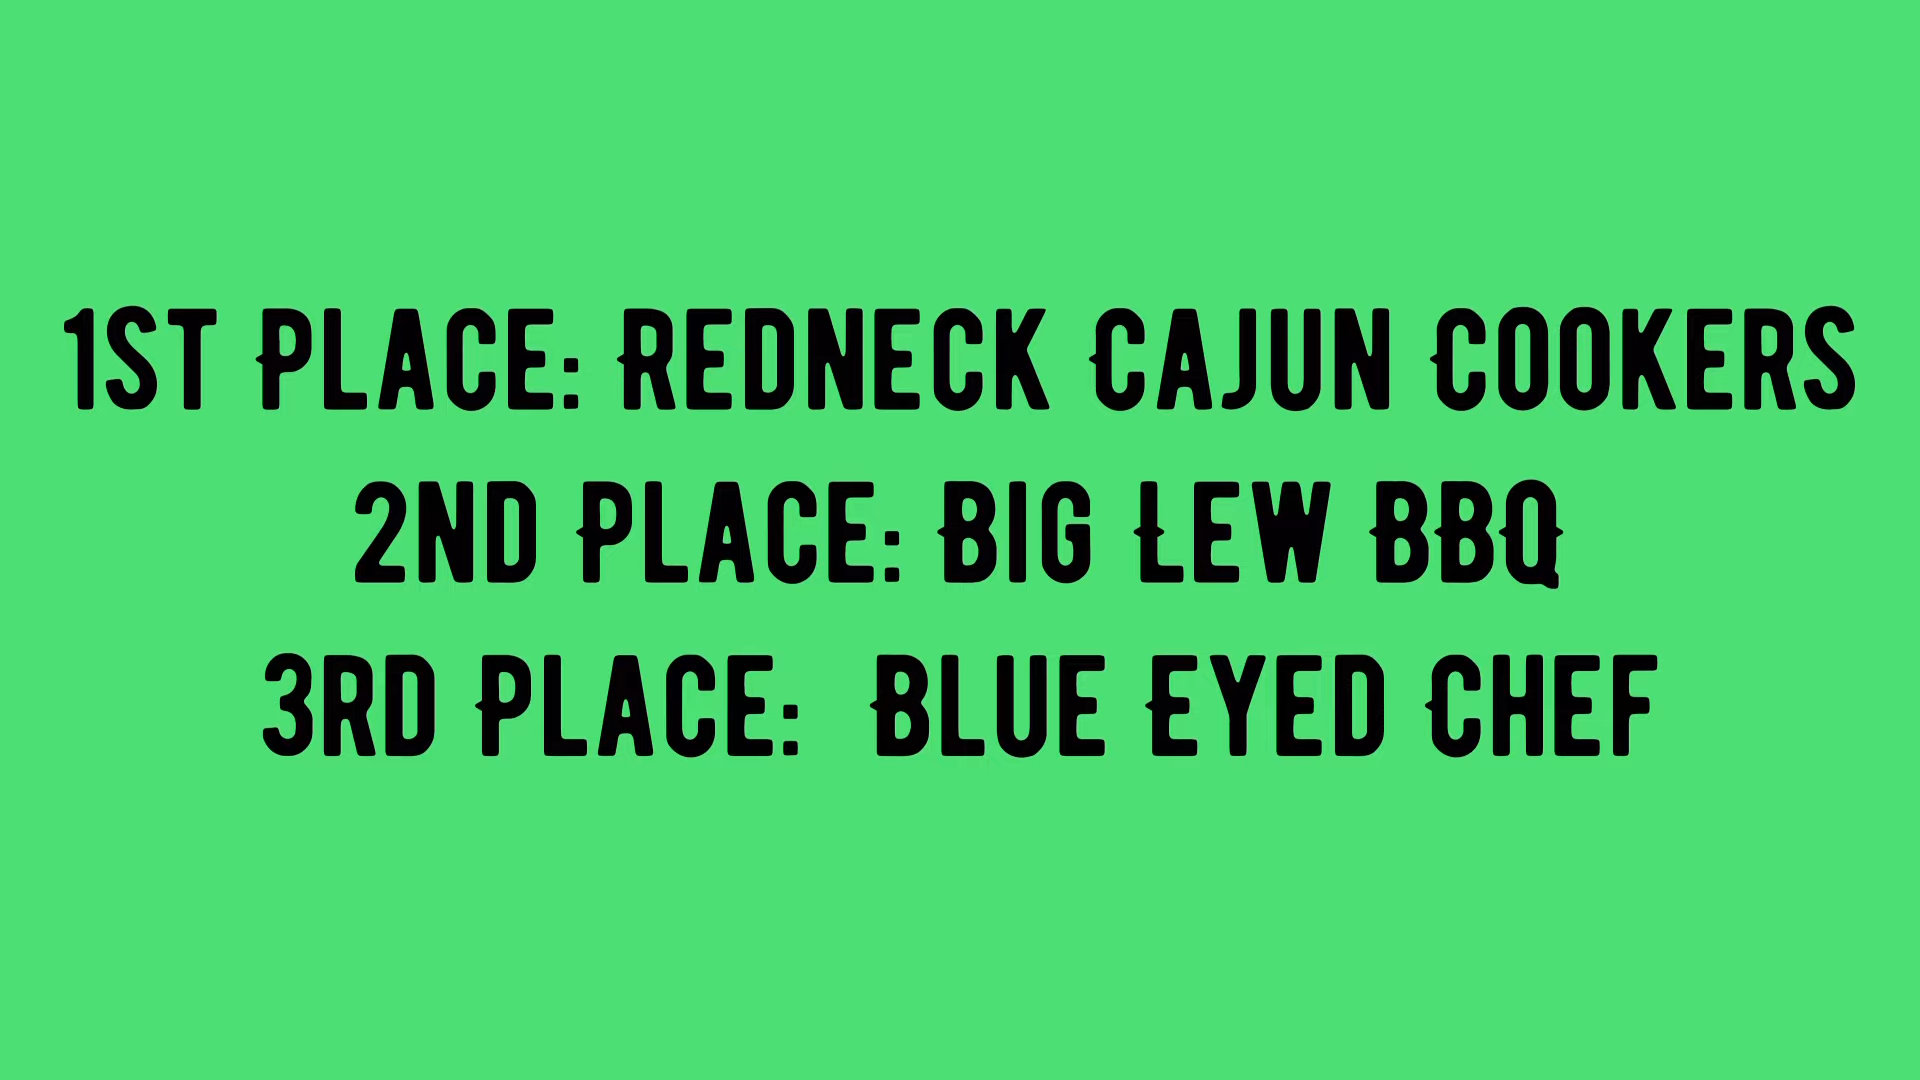 1st Place: Redneck Cajun Cookers
2nd Place: Big Lew BBQ
3rd Place: Blue Eyed Chef